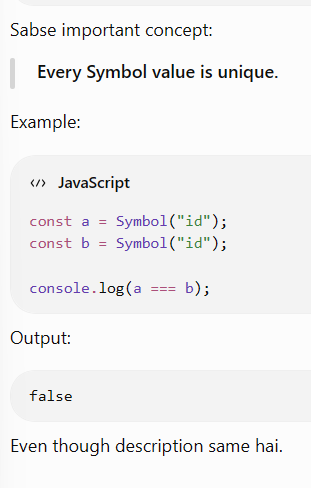 Sabse important concept:
Every Symbol value is unique.
Example:
</> JavaScript
const a = Symbol("id");
const b = Symbol("id");
console.log(a === b);
Output:
false
Even though description same hai.